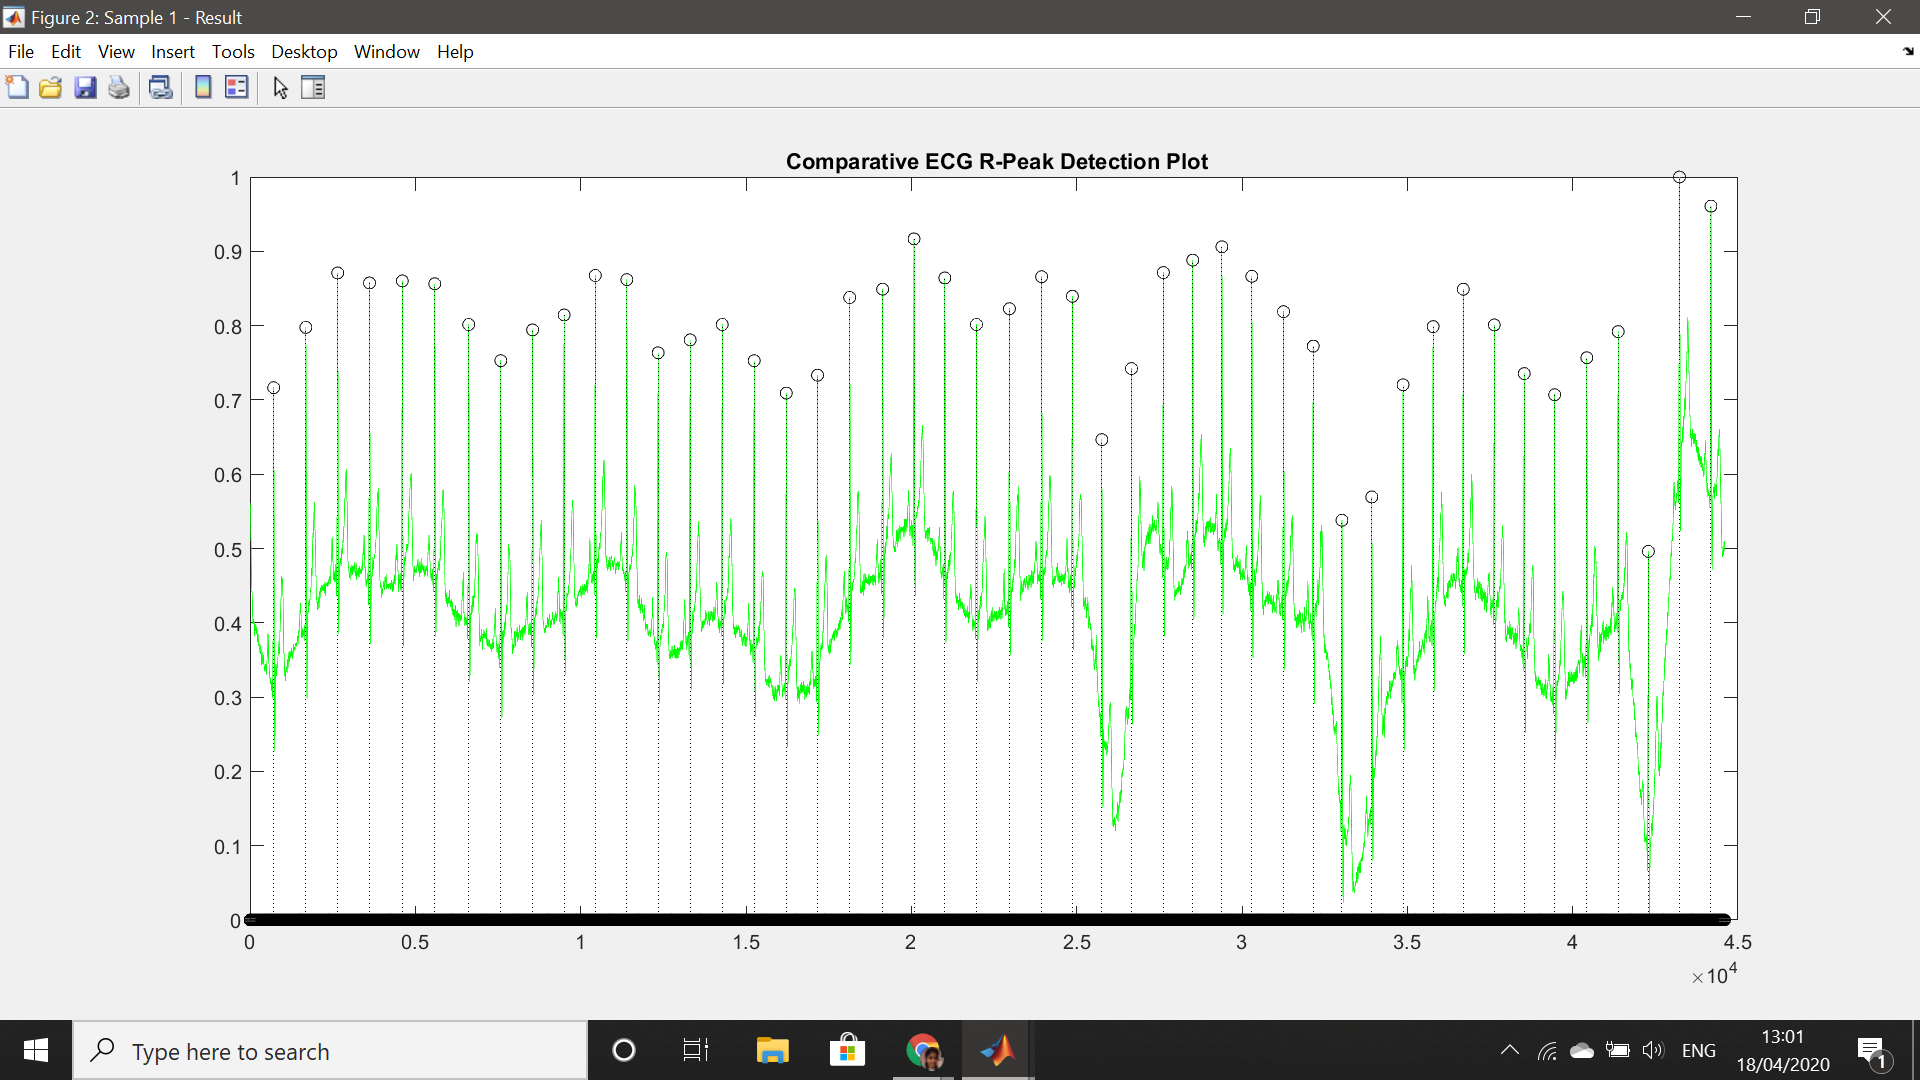 Figure 2: Sample 1 - Result
File Edit View Insert Tools Desktop Window Help
Comparative ECG R-Peak Detection Plot
1
0.9
0.8
0.7
0.6
0.5
0.4
0.3
0.2
0.1
0
0 0.5 1 1.5 2 2.5 3 3.5 4 4.5
×10⁴
Type here to search
ENG
13:01
18/04/2020
1